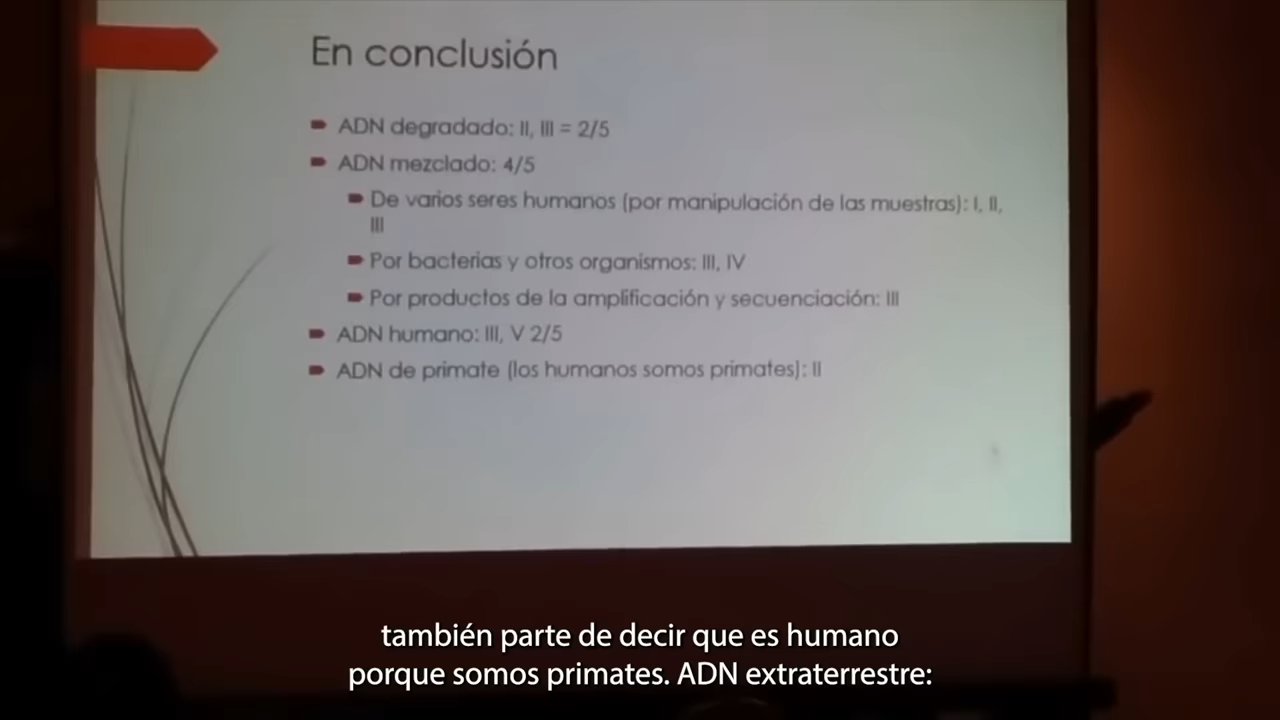 En conclusión
ADN degradado: II, III = 2/5
ADN mezclado: 4/5
De varios seres humanos (por manipulación de las muestras): I, II,
III
Por bacterias y otros organismos: III, IV
Por productos de la amplificación y secuenciación: III
ADN humano: III, V 2/5
ADN de primate (los humanos somos primates): II
también parte de decir que es humano
porque somos primates. ADN extraterrestre: